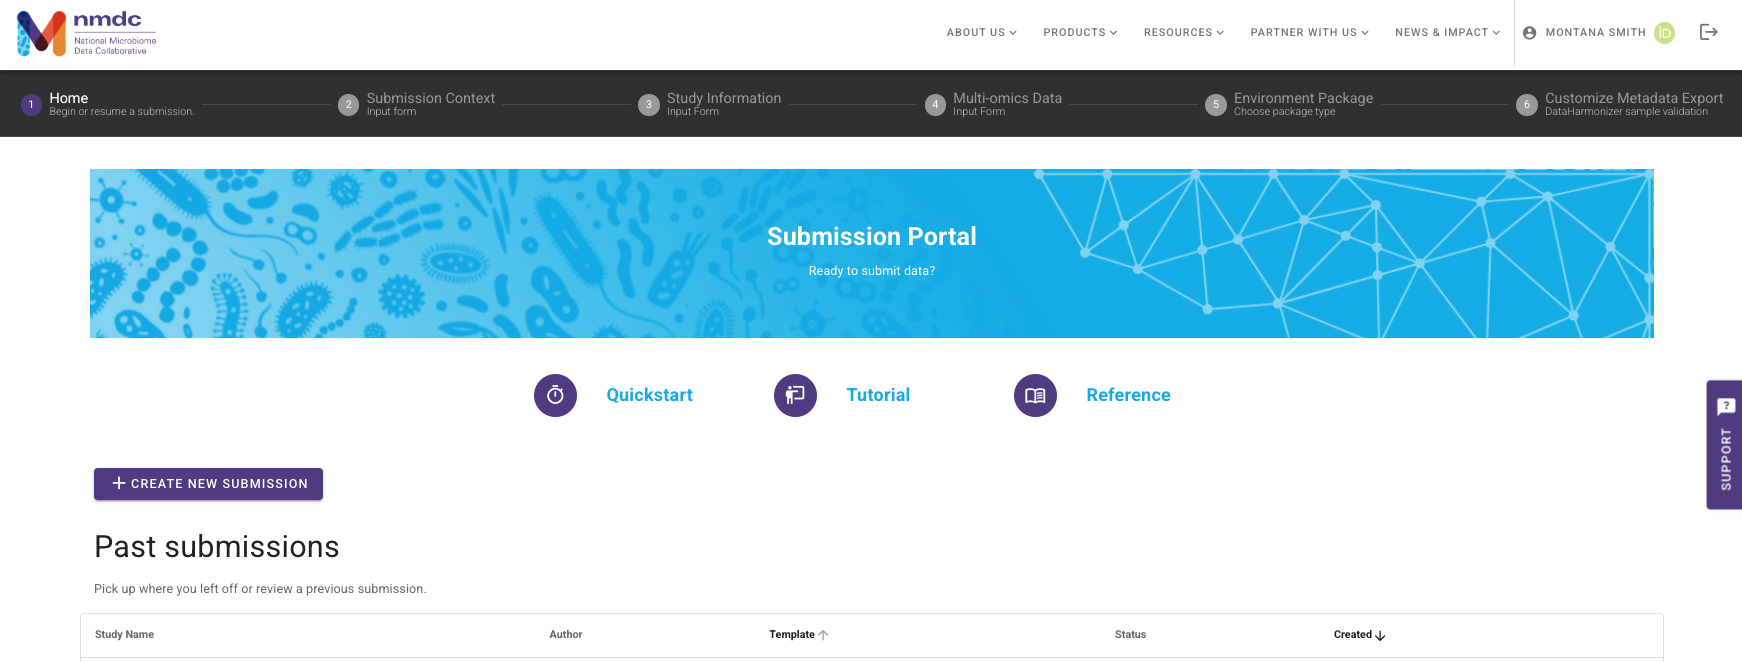 nmdc
National Microbiome
Data Collaborative
ABOUT US
PRODUCTS
RESOURCES
PARTNER WITH US
NEWS & IMPACT
MONTANA SMITH
iD
1
Home
Begin or resume a submission.
2
Submission Context
Input form
3
Study Information
Input Form
4
Multi-omics Data
Input Form
5
Environment Package
Choose package type
6
Customize Metadata Export
DataHarmonizer sample validation
Submission Portal
Ready to submit data?
Quickstart
Tutorial
Reference
? SUPPORT
+ CREATE NEW SUBMISSION
Past submissions
Pick up where you left off or review a previous submission.
Study Name
Author
Template ↑
Status
Created ↓